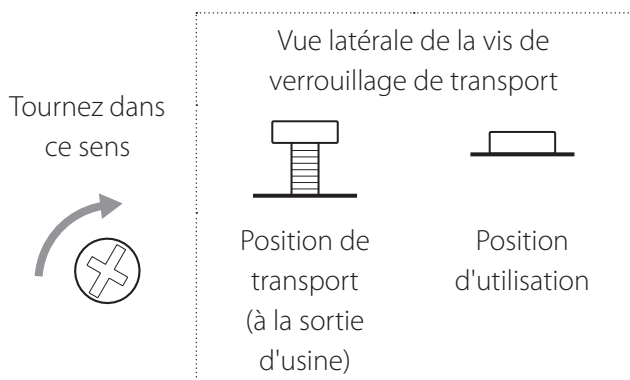 Tournez dans
ce sens
Vue latérale de la vis de
verrouillage de transport
Position de
transport
(à la sortie
d'usine)
Position
d'utilisation